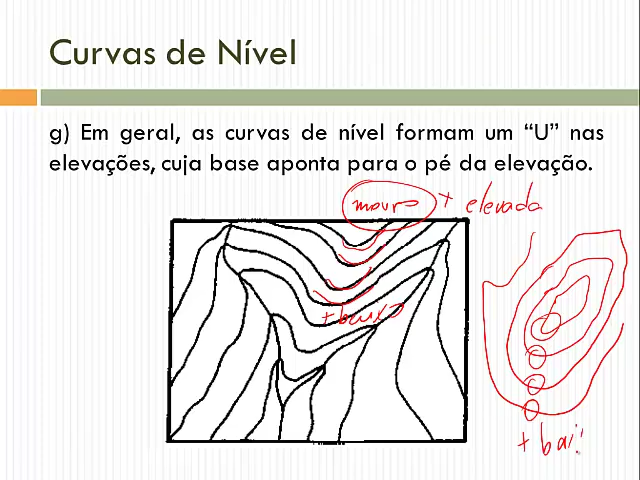 Curvas de Nível
g) Em geral, as curvas de nível formam um “U” nas
elevações, cuja base aponta para o pé da elevação.
morro + elevada
+ baixo
+ bai